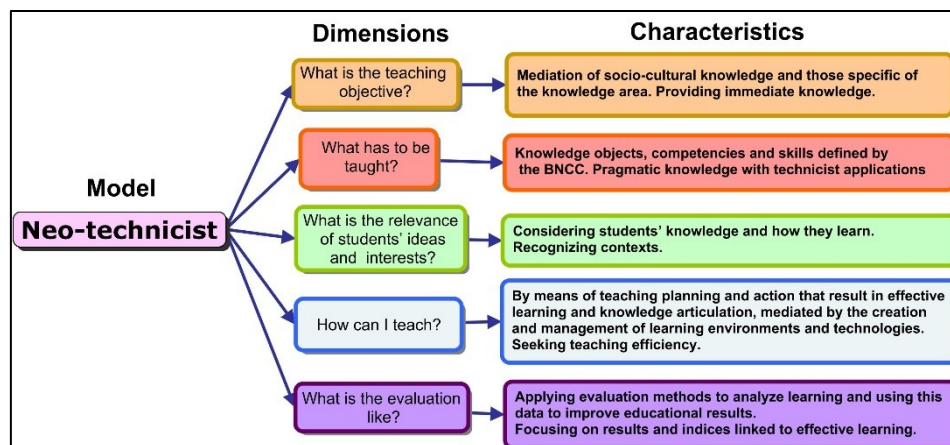 Dimensions
Characteristics
Model
Neo-technicist
What is the teaching
objective?
Mediation of socio-cultural knowledge and those specific of
the knowledge area. Providing immediate knowledge.
What has to be
taught?
Knowledge objects, competencies and skills defined by
the BNCC. Pragmatic knowledge with technicist applications
What is the relevance
of students' ideas
and interests?
Considering students' knowledge and how they learn.
Recognizing contexts.
How can I teach?
By means of teaching planning and action that result in effective
learning and knowledge articulation, mediated by the creation
and management of learning environments and technologies.
Seeking teaching efficiency.
What is the evaluation
like?
Applying evaluation methods to analyze learning and using this
data to improve educational results.
Focusing on results and indices linked to effective learning.